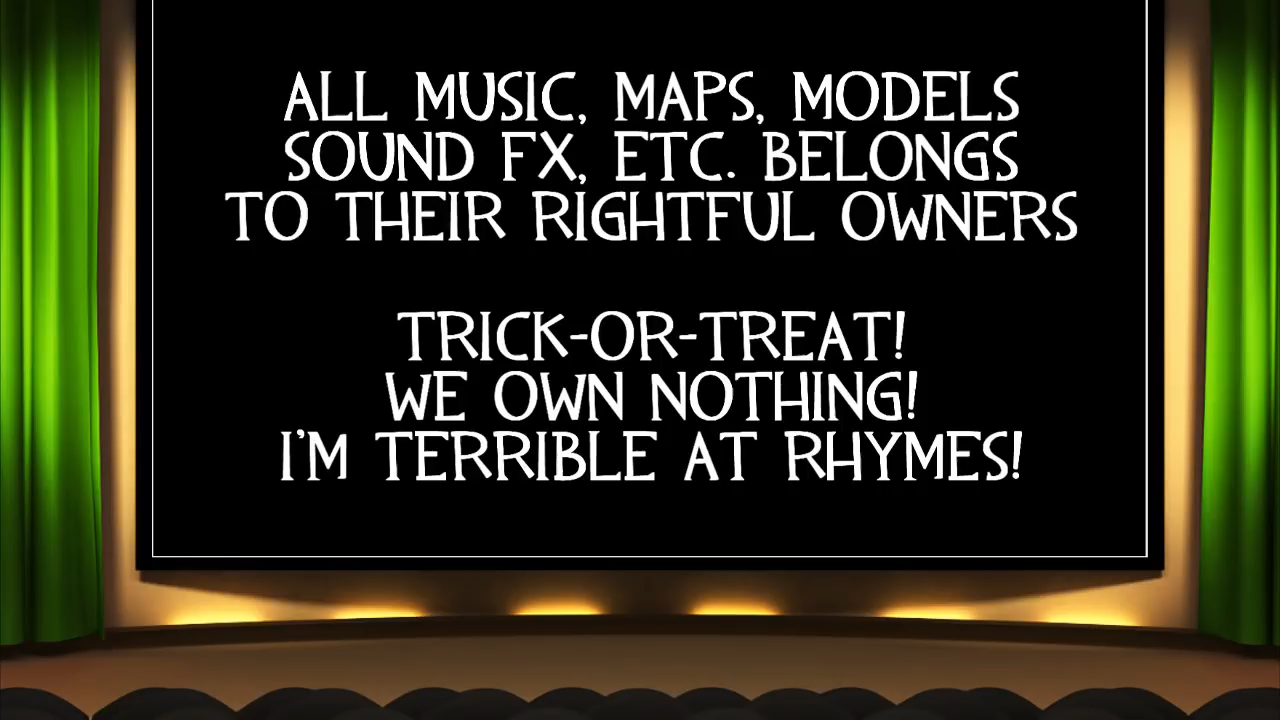 ALL MUSIC, MAPS, MODELS
SOUND FX, ETC. BELONGS
TO THEIR RIGHTFUL OWNERS
TRICK-OR-TREAT!
WE OWN NOTHING!
I'M TERRIBLE AT RHYMES!